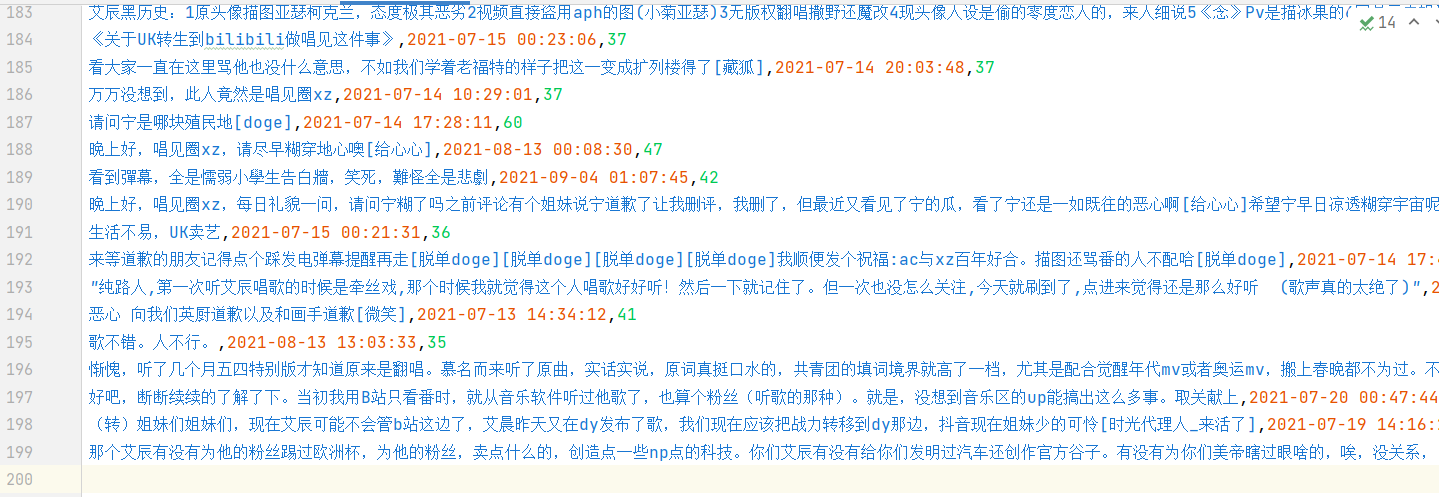 183 艾辰黑历史：1原头像描图亚瑟柯克兰，态度极其恶劣2视频直接盗用aph的图(小菊亚瑟)3无版权翻唱撒野还魔改4现头像人设是偷的零度恋人的，来人细说5《念》Pv是描冰果的
14
184 《关于UK转生到bilibili做唱见这件事》,2021-07-15 00:23:06,37
185 看大家一直在这里骂他也没什么意思，不如我们学着老福特的样子把这一变成扩列楼得了[藏狐],2021-07-14 20:03:48,37
186 万万没想到，此人竟然是唱见圈xz,2021-07-14 10:29:01,37
187 请问宁是哪块殖民地[doge],2021-07-14 17:28:11,60
188 晚上好，唱见圈xz，请尽早糊穿地心噢[给心心],2021-08-13 00:08:30,47
189 看到彈幕，全是懦弱小學生告白牆，笑死，難怪全是悲劇,2021-09-04 01:07:45,42
190 晚上好，唱见圈xz，每日礼貌一问，请问宁糊了吗之前评论有个姐妹说宁道歉了让我删评，我删了，但最近又看见了宁的瓜，看了宁还是一如既往的恶心啊[给心心]希望宁早日凉透糊穿宇宙呢
191 生活不易，UK卖艺,2021-07-15 00:21:31,36
192 来等道歉的朋友记得点个踩发电弹幕提醒再走[脱单doge][脱单doge][脱单doge][脱单doge]我顺便发个祝福:ac与xz百年好合。描图还骂番的人不配哈[脱单doge],2021-07-14 17:4
193 "纯路人,第一次听艾辰唱歌的时候是牵丝戏,那个时候我就觉得这个人唱歌好好听！然后一下就记住了。但一次也没怎么关注,今天就刷到了,点进来觉得还是那么好听 （歌声真的太绝了)",2
194 恶心 向我们英厨道歉以及和画手道歉[微笑],2021-07-13 14:34:12,41
195 歌不错。人不行。,2021-08-13 13:03:33,35
196 惭愧，听了几个月五四特别版才知道原来是翻唱。慕名而来听了原曲，实话实说，原词真挺口水的，共青团的填词境界就高了一档，尤其是配合觉醒年代mv或者奥运mv，搬上春晚都不为过。不
197 好吧，断断续续的了解了下。当初我用B站只看番时，就从音乐软件听过他歌了，也算个粉丝（听歌的那种）。就是，没想到音乐区的up能搞出这么多事。取关献上,2021-07-20 00:47:44
198 （转）姐妹们姐妹们，现在艾辰可能不会管b站这边了，艾晨昨天又在dy发布了歌，我们现在应该把战力转移到dy那边，抖音现在姐妹少的可怜[时光代理人_来活了],2021-07-19 14:16:
199 那个艾辰有没有为他的粉丝踢过欧洲杯，为他的粉丝，卖点什么的，创造点一些np点的科技。你们艾辰有没有给你们发明过汽车还创作官方谷子。有没有为你们美帝瞎过眼啥的，唉，没关系，
200